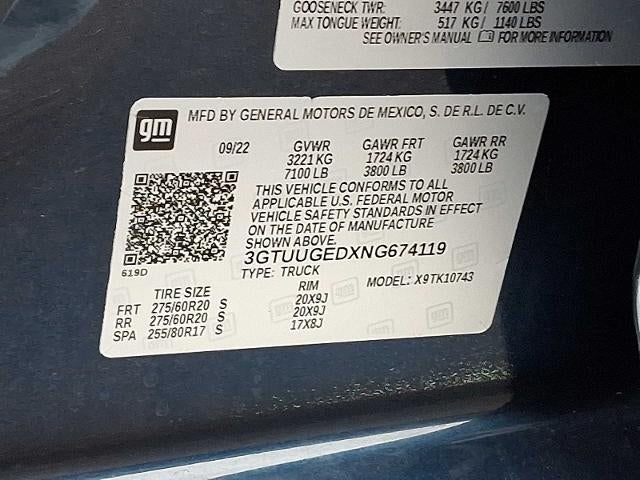 GOOSENECK TWR: 3447 KG / 7600 LBS
MAX TONGUE WEIGHT: 517 KG / 1140 LBS
SEE OWNER'S MANUAL FOR MORE INFORMATION
gm MFD BY GENERAL MOTORS DE MEXICO, S. DE R.L. DE C.V.
09/22 GVWR GAWR FRT GAWR RR
3221 KG 1724 KG 1724 KG
7100 LB 3800 LB 3800 LB
THIS VEHICLE CONFORMS TO ALL
APPLICABLE U.S. FEDERAL MOTOR
VEHICLE SAFETY STANDARDS IN EFFECT
ON THE DATE OF MANUFACTURE
SHOWN ABOVE.
619D 3GTUUGEDXNG674119
TYPE: TRUCK MODEL: X9TK10743
TIRE SIZE RIM
FRT 275/60R20 S 20X9J
RR 275/60R20 S 20X9J
SPA 255/80R17 S 17X8J